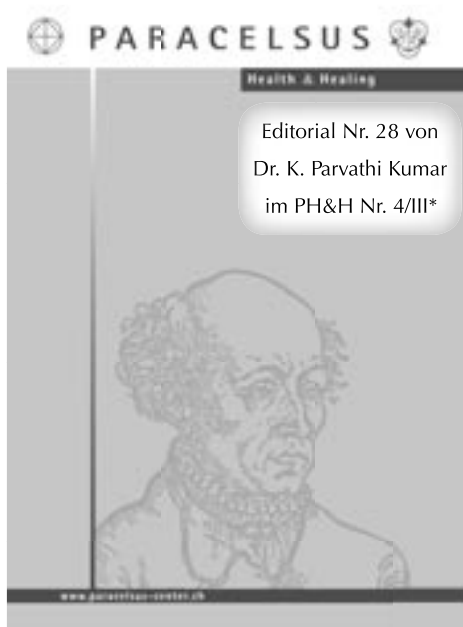 PARACELSUS
Health & Healing
Editorial Nr. 28 von
Dr. K. Parvathi Kumar
im PH&H Nr. 4/III*
www.paracelsus-center.ch